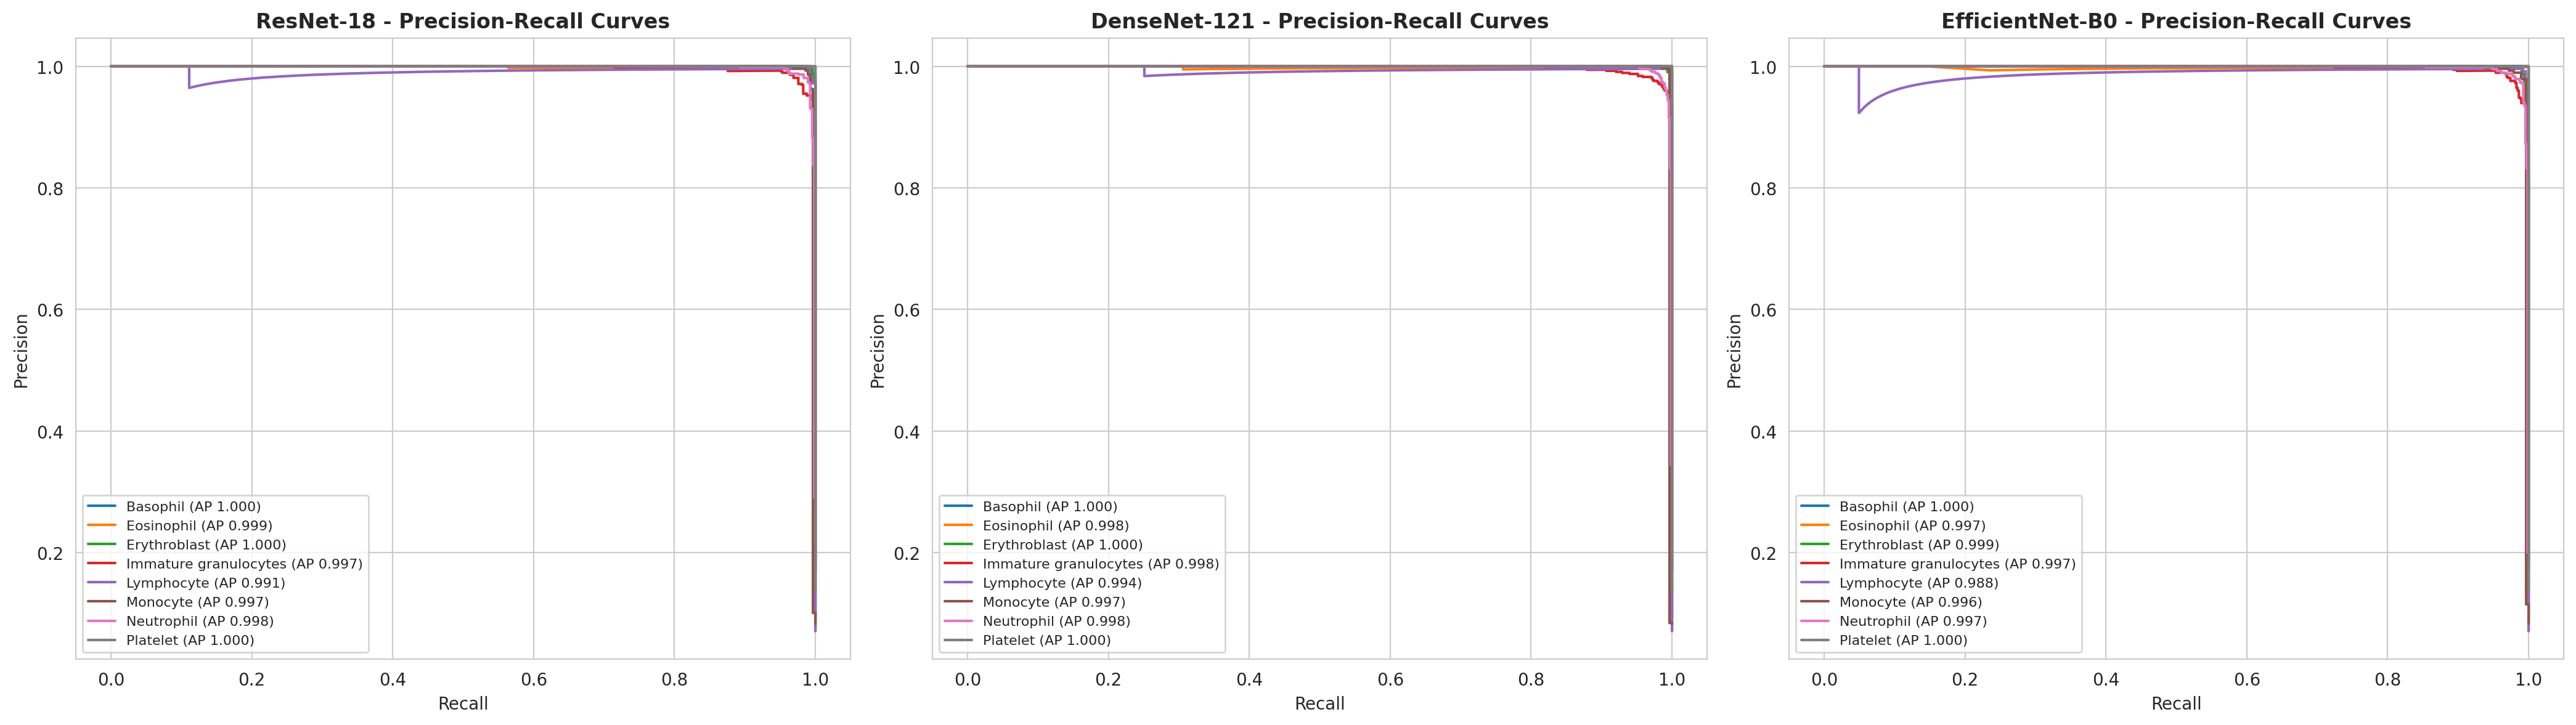 ResNet-18 - Precision-Recall Curves
1.0
0.8
0.6
0.4
0.2
Precision
Basophil (AP 1.000)
Eosinophil (AP 0.999)
Erythroblast (AP 1.000)
Immature granulocytes (AP 0.997)
Lymphocyte (AP 0.991)
Monocyte (AP 0.997)
Neutrophil (AP 0.998)
Platelet (AP 1.000)
0.0 0.2 0.4 0.6 0.8 1.0
Recall
DenseNet-121 - Precision-Recall Curves
1.0
0.8
0.6
0.4
0.2
Precision
Basophil (AP 1.000)
Eosinophil (AP 0.998)
Erythroblast (AP 1.000)
Immature granulocytes (AP 0.998)
Lymphocyte (AP 0.994)
Monocyte (AP 0.997)
Neutrophil (AP 0.998)
Platelet (AP 1.000)
0.0 0.2 0.4 0.6 0.8 1.0
Recall
EfficientNet-B0 - Precision-Recall Curves
1.0
0.8
0.6
0.4
0.2
Precision
Basophil (AP 1.000)
Eosinophil (AP 0.997)
Erythroblast (AP 0.999)
Immature granulocytes (AP 0.997)
Lymphocyte (AP 0.988)
Monocyte (AP 0.996)
Neutrophil (AP 0.997)
Platelet (AP 1.000)
0.0 0.2 0.4 0.6 0.8 1.0
Recall